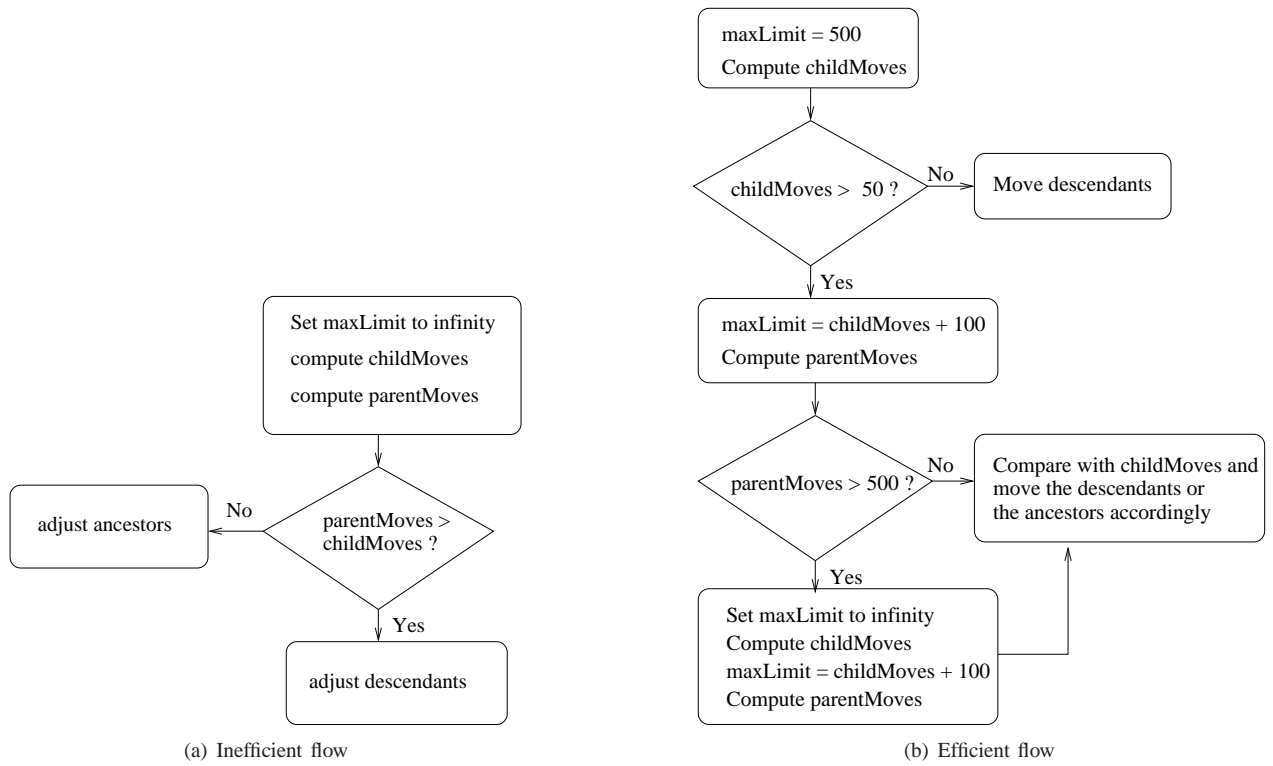 Set maxLimit to infinity
compute childMoves
compute parentMoves
No
adjust ancestors
parentMoves >
childMoves ?
Yes
adjust descendants
(a) Inefficient flow
maxLimit = 500
Compute childMoves
childMoves > 50 ?
No
Move descendants
Yes
maxLimit = childMoves + 100
Compute parentMoves
parentMoves > 500 ?
No
Compare with childMoves and
move the descendants or
the ancestors accordingly
Yes
Set maxLimit to infinity
Compute childMoves
maxLimit = childMoves + 100
Compute parentMoves
(b) Efficient flow